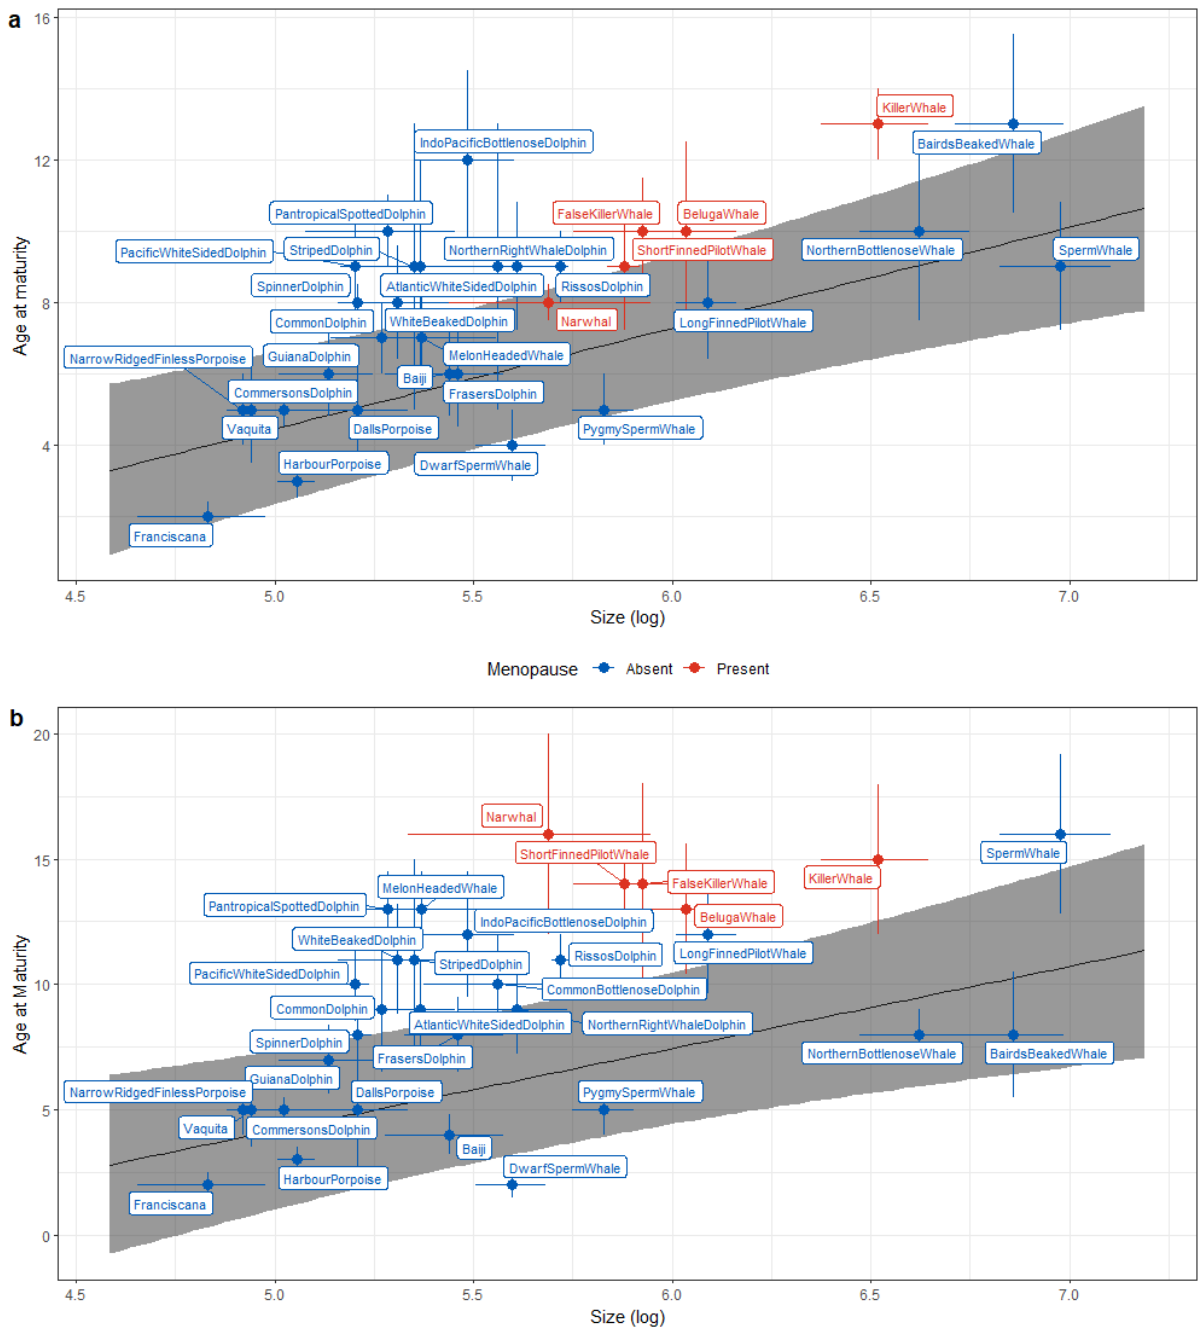 a
16
12
8
4
Age at maturity
KillerWhale
BairdsBeakedWhale
IndoPacificBottlenoseDolphin
PantropicalSpottedDolphin
FalseKillerWhale
BelugaWhale
PacificWhiteSidedDolphin
StripedDolphin
NorthernRightWhaleDolphin
ShortFinnedPilotWhale
NorthernBottlenoseWhale
SpermWhale
SpinnerDolphin
AtlanticWhiteSidedDolphin
RissosDolphin
CommonDolphin
WhiteBeakedDolphin
Narwhal
LongFinnedPilotWhale
NarrowRidgedFinlessPorpoise
GuianaDolphin
MelonHeadedWhale
Baiji
CommersonsDolphin
FrasersDolphin
Vaquita
DallsPorpoise
PygmySpermWhale
HarbourPorpoise
DwarfSpermWhale
Franciscana
4.5 5.0 5.5 6.0 6.5 7.0
Size (log)
Menopause Absent Present
b
20
15
10
5
0
Age at Maturity
Narwhal
ShortFinnedPilotWhale
SpermWhale
KillerWhale
MelonHeadedWhale
FalseKillerWhale
PantropicalSpottedDolphin
IndoPacificBottlenoseDolphin
BelugaWhale
WhiteBeakedDolphin
StripedDolphin
RissosDolphin
LongFinnedPilotWhale
PacificWhiteSidedDolphin
CommonBottlenoseDolphin
CommonDolphin
AtlanticWhiteSidedDolphin
NorthernRightWhaleDolphin
SpinnerDolphin
FrasersDolphin
NorthernBottlenoseWhale
BairdsBeakedWhale
GuianaDolphin
NarrowRidgedFinlessPorpoise
DallsPorpoise
PygmySpermWhale
Vaquita
CommersonsDolphin
Baiji
HarbourPorpoise
DwarfSpermWhale
Franciscana
4.5 5.0 5.5 6.0 6.5 7.0
Size (log)